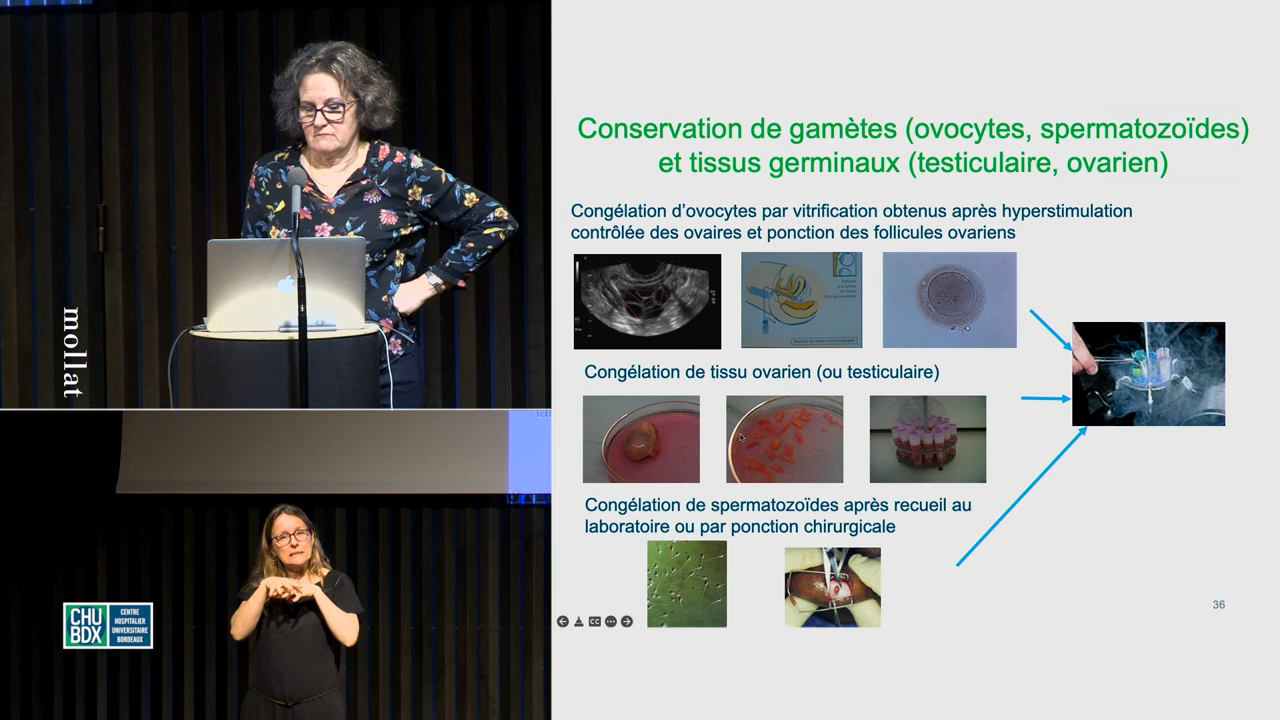 mollat
CHU
BDX
CENTRE
HOSPITALIER
UNIVERSITAIRE
BORDEAUX
Conservation de gamètes (ovocytes, spermatozoïdes)
et tissus germinaux (testiculaire, ovarien)
Congélation d'ovocytes par vitrification obtenus après hyperstimulation
contrôlée des ovaires et ponction des follicules ovariens
Congélation de tissu ovarien (ou testiculaire)
Congélation de spermatozoïdes après recueil au
laboratoire ou par ponction chirurgicale
CC
36